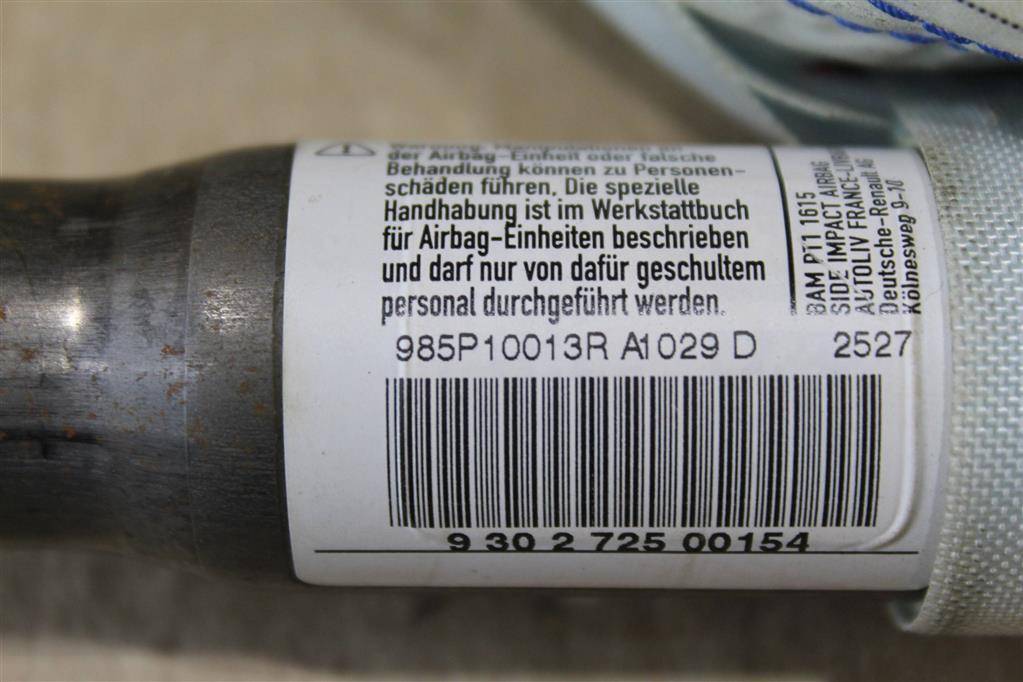 der Airbag-Einheit oder falsche
Behandlung können zu Personen-
schäden führen. Die spezielle
Handhabung ist im Werkstattbuch
für Airbag-Einheiten beschrieben
und darf nur von dafür geschultem
personal durchgeführt werden.
BAM PT1 1615
SIDE IMPACT AIRBAG
AUTOLIV FRANCE-
Deutsche-Renault AG
Kölnesweg 9-10
985P10013R A1029 D 2527
9 30 2 725 00154